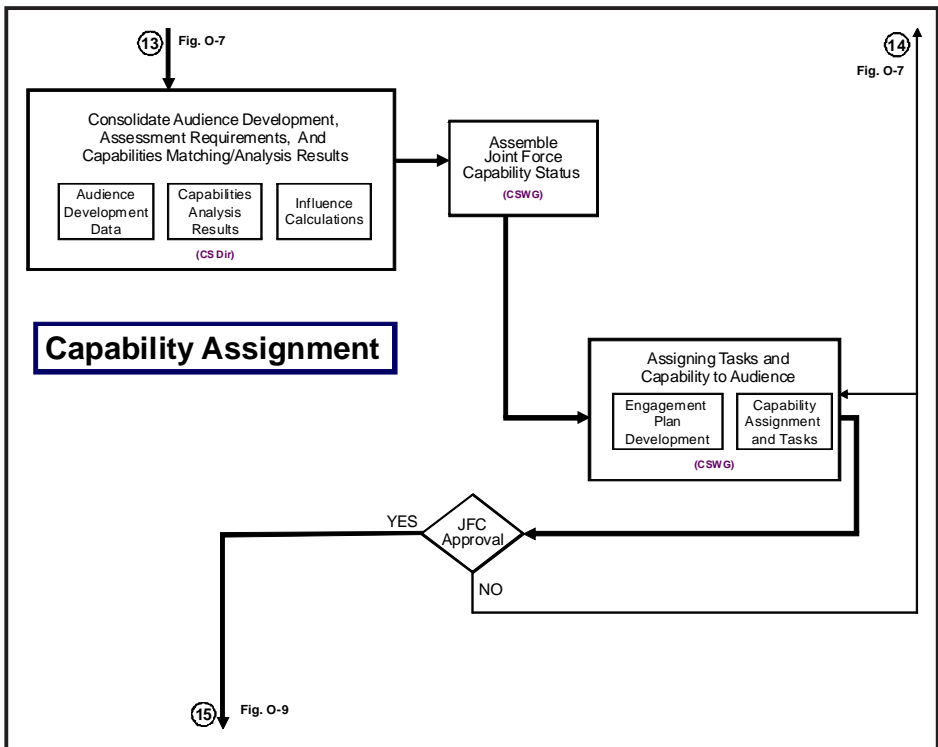 13 Fig. O-7
14
Fig. O-7
Consolidate Audience Development,
Assessment Requirements, And
Capabilities Matching/Analysis Results
Audience
Development
Data
Capabilities
Analysis
Results
Influence
Calculations
(CS Dir)
Assemble
Joint Force
Capability Status
(CSWG)
Capability Assignment
Assigning Tasks and
Capability to Audience
Engagement
Plan
Development
Capability
Assignment
and Tasks
(CSWG)
JFC
Approval
YES
NO
15 Fig. O-9